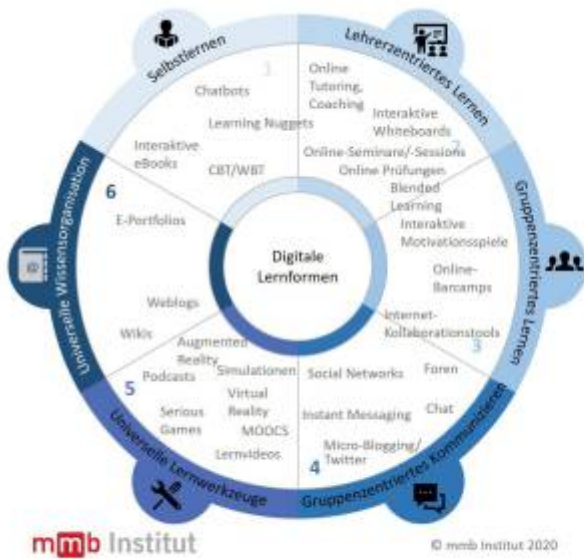 Selbstlernen
1
Chatbots
Learning Nuggets
Interaktive
eBooks
CBT/WBT
Lehrerzentriertes Lernen
Online
Tutoring,
Coaching
Interaktive
Whiteboards
2
Online-Seminare/-Sessions
Online Prüfungen
Blended
Learning
Gruppenzentriertes Lernen
Interaktive
Motivationsspiele
Online-
Barcamps
Internet-
Kollaborationstools
3
Gruppenzentriertes Kommunizieren
Social Networks
Foren
Instant Messaging
Chat
Micro-Blogging/
Twitter
4
Universelle Lernwerkzeuge
5
Augmented
Reality
Podcasts
Simulationen
Virtual
Reality
Serious
Games
MOOCS
Lernvideos
Universelle Wissensorganisation
6
E-Portfolios
Weblogs
Wikis
Digitale
Lernformen
@
mmb Institut
© mmb Institut 2020